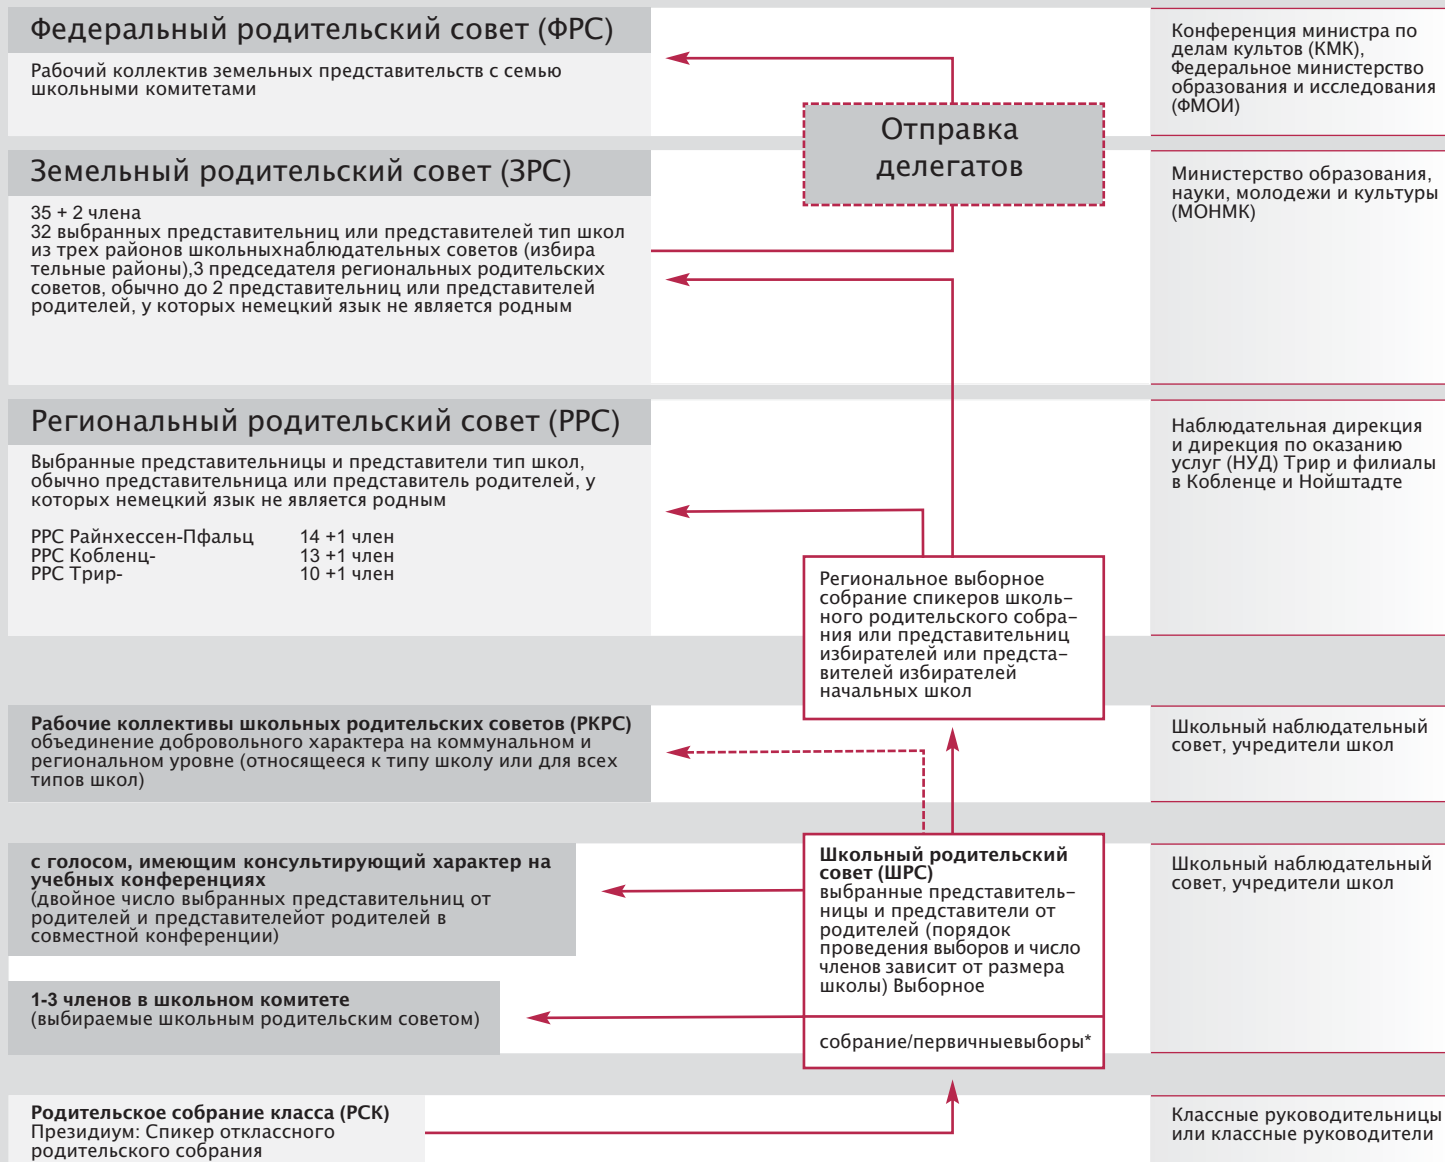 Федеральный родительский совет (ФРС)
Рабочий коллектив земельных представительств с семью
школьными комитетами
Конференция министра по
делам культов (КМК),
Федеральное министерство
образования и исследования
(ФМОИ)
Отправка
делегатов
Земельный родительский совет (ЗРС)
35 + 2 члена
32 выбранных представительниц или представителей тип школ
из трех районов школьныхнаблюдательных советов (избира
тельные районы),3 председателя региональных родительских
советов, обычно до 2 представительниц или представителей
родителей, у которых немецкий язык не является родным
Министерство образования,
науки, молодежи и культуры
(МОНМК)
Региональный родительский совет (РРС)
Выбранные представительницы и представители тип школ,
обычно представительница или представитель родителей, у
которых немецкий язык не является родным
РРС Райнхессен-Пфальц 14 +1 член
РРС Кобленц- 13 +1 член
РРС Трир- 10 +1 член
Наблюдательная дирекция
и дирекция по оказанию
услуг (НУД) Трир и филиалы
в Кобленце и Нойштадте
Региональное выборное
собрание спикеров школь–
ного родительского собра–
ния или представительниц
избирателей или предста–
вителей избирателей
начальных школ
Рабочие коллективы школьных родительских советов (РКРС)
объединение добровольного характера на коммунальном и
региональном уровне (относящееся к типу школу или для всех
типов школ)
Школьный наблюдательный
совет, учредители школ
с голосом, имеющим консультирующий характер на
учебных конференциях
(двойное число выбранных представительниц от
родителей и представителейот родителей в
совместной конференции)
1-3 членов в школьном комитете
(выбираемые школьным родительским советом)
Школьный родительский
совет (ШРС)
выбранные представитель–
ницы и представители от
родителей (порядок
проведения выборов и число
членов зависит от размера
школы) Выборное
собрание/первичныевыборы*
Школьный наблюдательный
совет, учредители школ
Родительское собрание класса (РСК)
Президиум: Спикер отклассного
родительского собрания
Классные руководительницы
или классные руководители